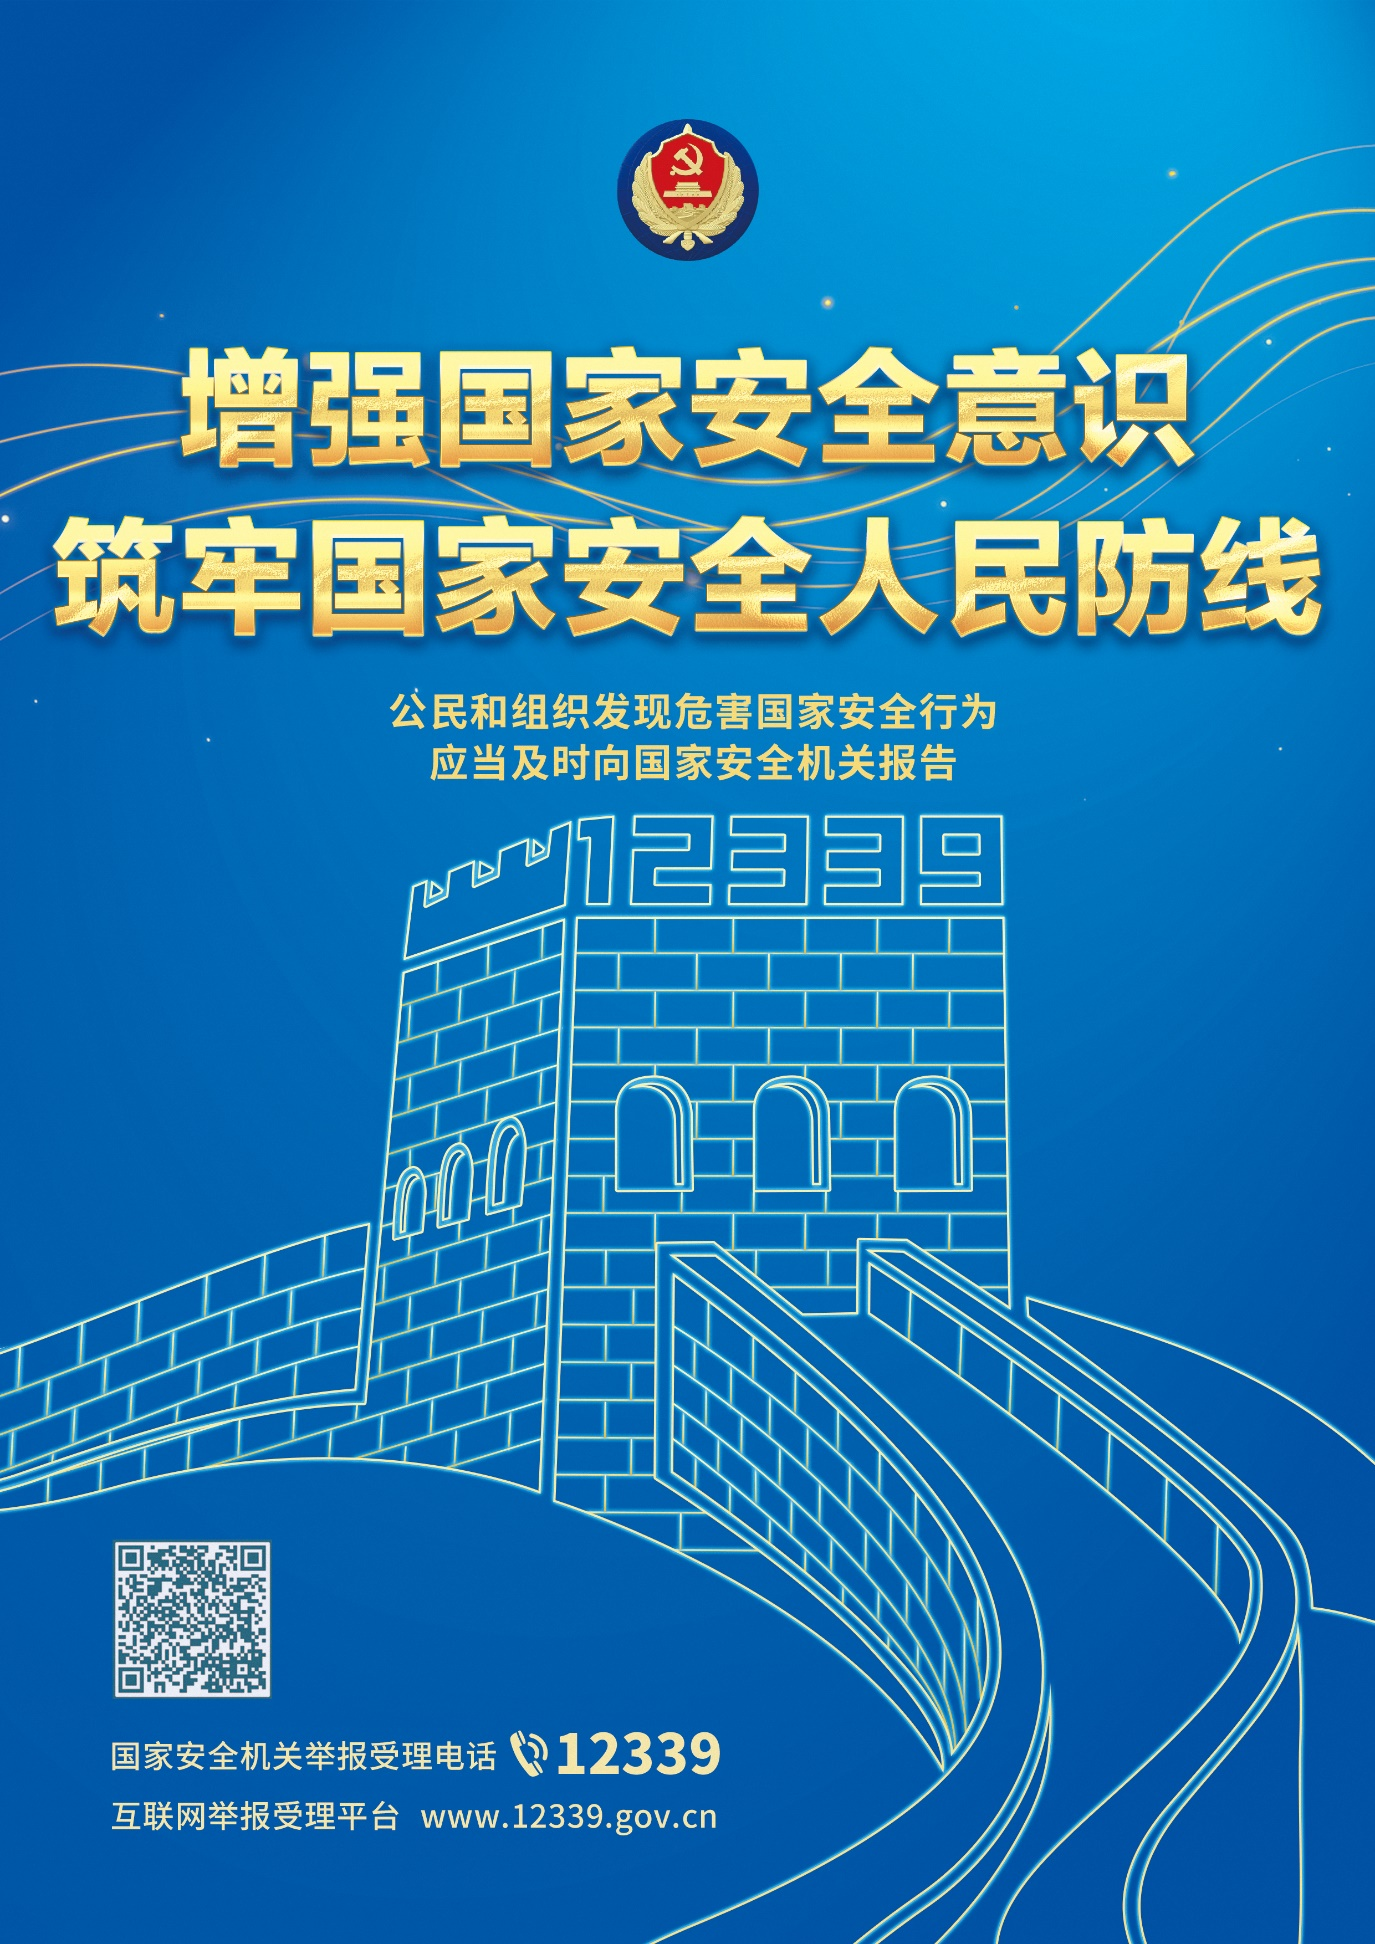 增强国家安全意识
筑牢国家安全人民防线
公民和组织发现危害国家安全行为
应当及时向国家安全机关报告
12339
国家安全机关举报受理电话 12339
互联网举报受理平台 www.12339.gov.cn